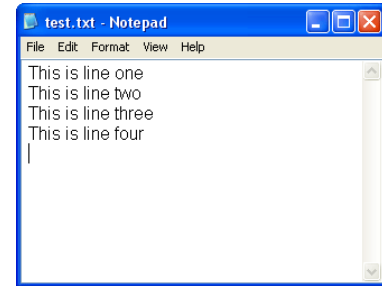 test.txt - Notepad
File Edit Format View Help
This is line one
This is line two
This is line three
This is line four